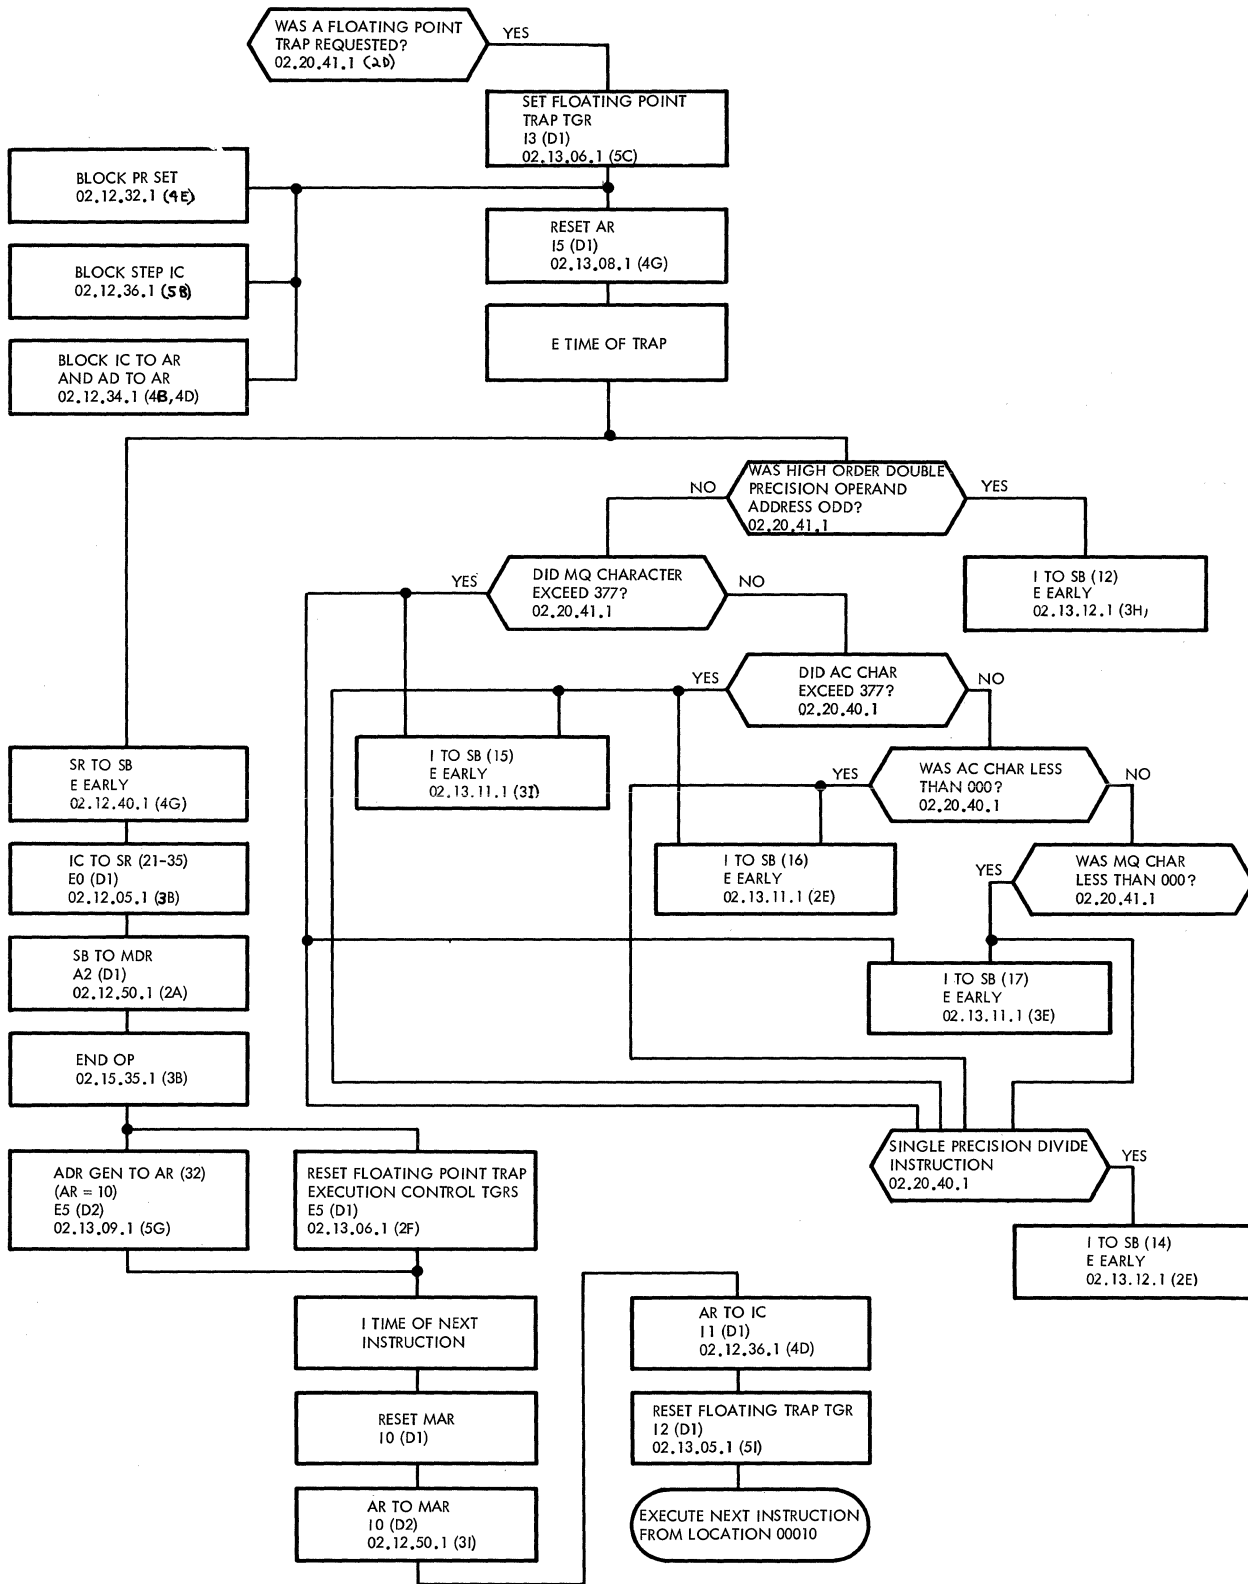 WAS A FLOATING POINT
TRAP REQUESTED?
02.20.41.1 (2D)
YES
SET FLOATING POINT
TRAP TGR
I3 (D1)
02.13.06.1 (5C)
BLOCK PR SET
02.12.32.1 (4E)
RESET AR
I5 (D1)
02.13.08.1 (4G)
BLOCK STEP IC
02.12.36.1 (5B)
E TIME OF TRAP
BLOCK IC TO AR
AND AD TO AR
02.12.34.1 (4B,4D)
WAS HIGH ORDER DOUBLE
PRECISION OPERAND
ADDRESS ODD?
02.20.41.1
NO
YES
DID MQ CHARACTER
EXCEED 377?
02.20.41.1
YES
NO
I TO SB (12)
E EARLY
02.13.12.1 (3H)
DID AC CHAR
EXCEED 377?
02.20.40.1
YES
NO
I TO SB (15)
E EARLY
02.13.11.1 (3I)
SR TO SB
E EARLY
02.12.40.1 (4G)
WAS AC CHAR LESS
THAN 000?
02.20.40.1
YES
NO
IC TO SR (21-35)
E0 (D1)
02.12.05.1 (3B)
I TO SB (16)
E EARLY
02.13.11.1 (2E)
WAS MQ CHAR
LESS THAN 000?
02.20.41.1
YES
SB TO MDR
A2 (D1)
02.12.50.1 (2A)
I TO SB (17)
E EARLY
02.13.11.1 (3E)
END OP
02.15.35.1 (3B)
ADR GEN TO AR (32)
(AR = 10)
E5 (D2)
02.13.09.1 (5G)
RESET FLOATING POINT TRAP
EXECUTION CONTROL TGRS
E5 (D1)
02.13.06.1 (2F)
SINGLE PRECISION DIVIDE
INSTRUCTION
02.20.40.1
YES
I TO SB (14)
E EARLY
02.13.12.1 (2E)
I TIME OF NEXT
INSTRUCTION
AR TO IC
I1 (D1)
02.12.36.1 (4D)
RESET MAR
I0 (D1)
RESET FLOATING TRAP TGR
I2 (D1)
02.13.05.1 (5I)
AR TO MAR
I0 (D2)
02.12.50.1 (3I)
EXECUTE NEXT INSTRUCTION
FROM LOCATION 00010